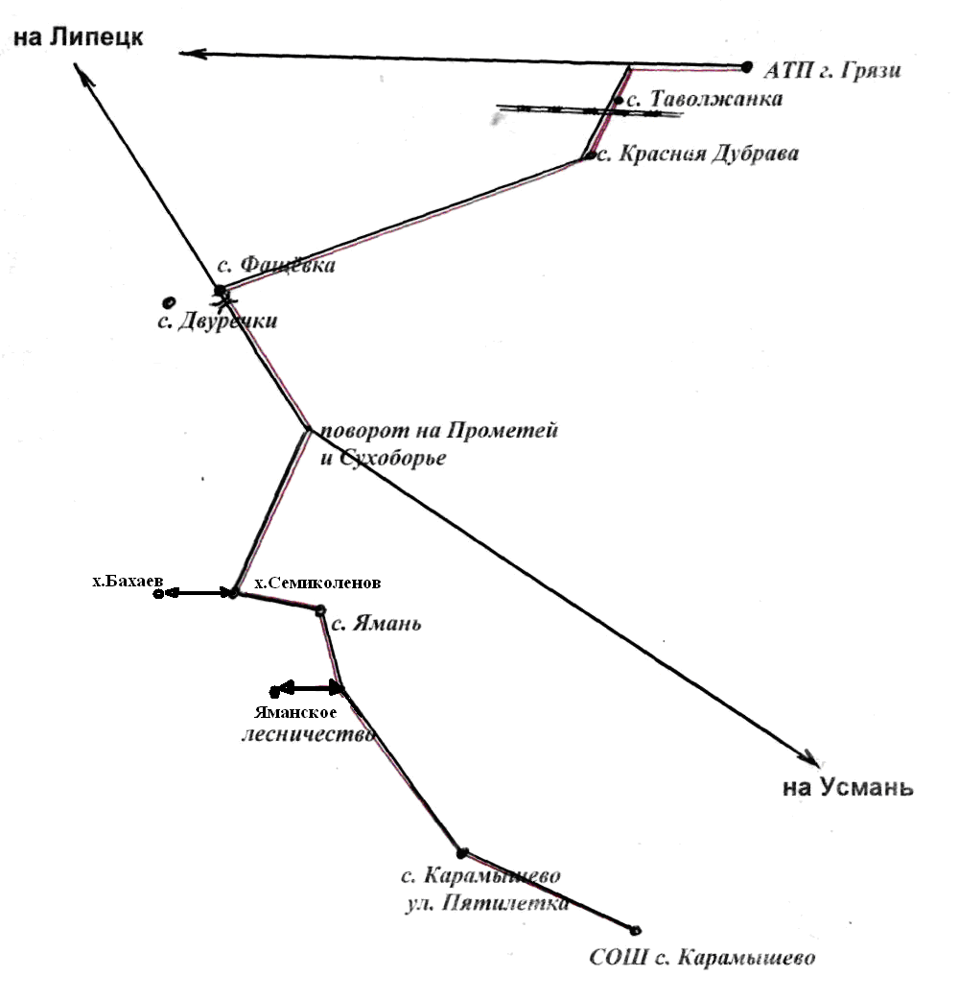 на Липецк
АТП г. Грязи
с. Таволжанка
с. Красная Дубрава
с. Фащёвка
с. Двуречки
поворот на Прометей
и Сухоборье
х.Бахаев
х.Семиколенов
с. Ямань
Яманское
лесничество
на Усмань
с. Карамышево
ул. Пятилетка
СОШ с. Карамышево